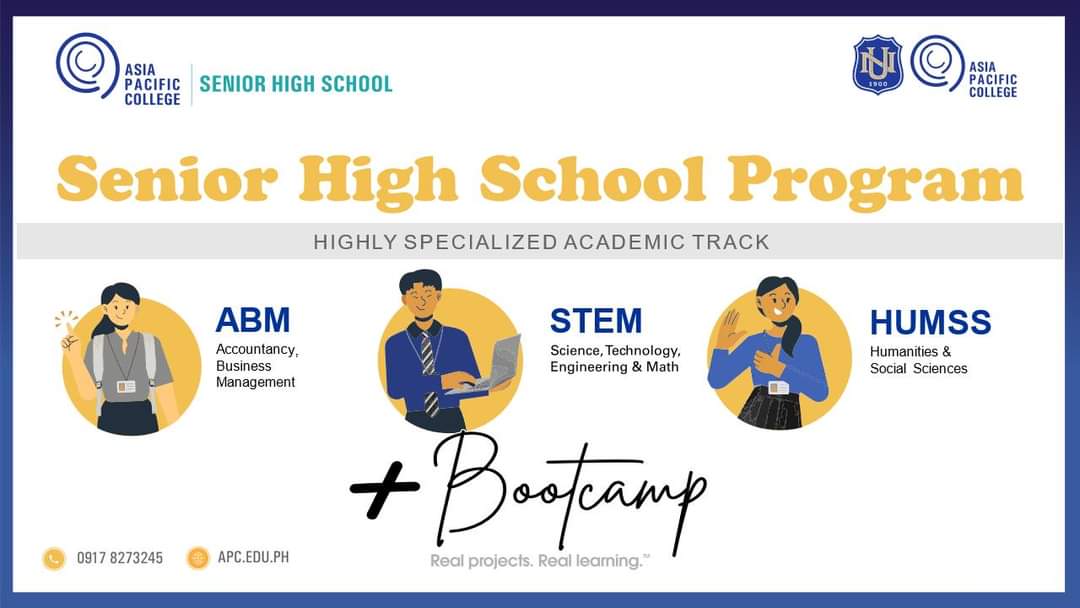 ASIA
PACIFIC
COLLEGE
SENIOR HIGH SCHOOL
NU
1900
ASIA
PACIFIC
COLLEGE
Senior High School Program
HIGHLY SPECIALIZED ACADEMIC TRACK
ABM
Accountancy,
Business
Management
STEM
Science, Technology,
Engineering & Math
HUMSS
Humanities &
Social Sciences
+ Bootcamp
Real projects. Real learning.™
0917 8273245
APC.EDU.PH